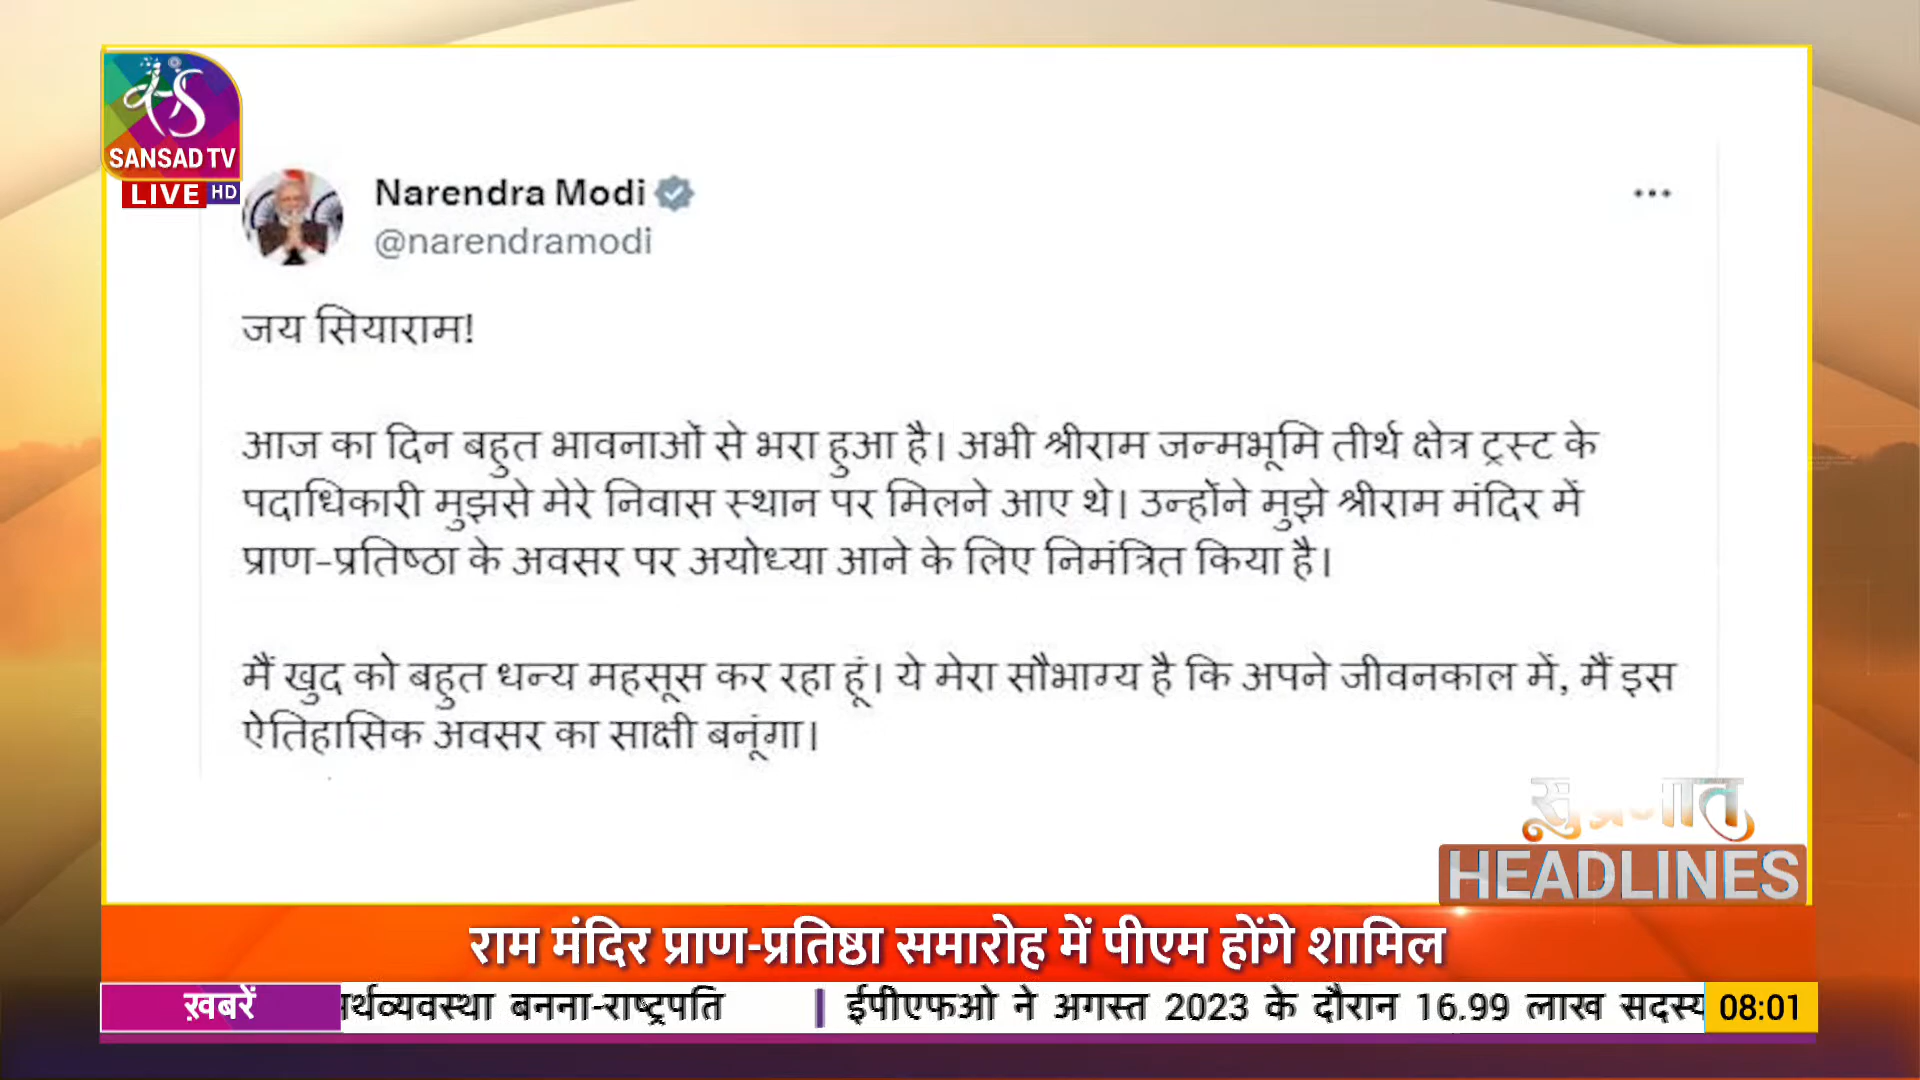 SANSAD TV
LIVE HD
Narendra Modi
@narendramodi
जय सियाराम!
आज का दिन बहुत भावनाओं से भरा हुआ है। अभी श्रीराम जन्मभूमि तीर्थ क्षेत्र ट्रस्ट के
पदाधिकारी मुझसे मेरे निवास स्थान पर मिलने आए थे। उन्होंने मुझे श्रीराम मंदिर में
प्राण-प्रतिष्ठा के अवसर पर अयोध्या आने के लिए निमंत्रित किया है।
मैं खुद को बहुत धन्य महसूस कर रहा हूं। ये मेरा सौभाग्य है कि अपने जीवनकाल में, मैं इस
ऐतिहासिक अवसर का साक्षी बनूंगा।
सुप्रभात
HEADLINES
राम मंदिर प्राण-प्रतिष्ठा समारोह में पीएम होंगे शामिल
ख़बरें र्थव्यवस्था बनना-राष्ट्रपति | ईपीएफओ ने अगस्त 2023 के दौरान 16.99 लाख सदस्य 08:01